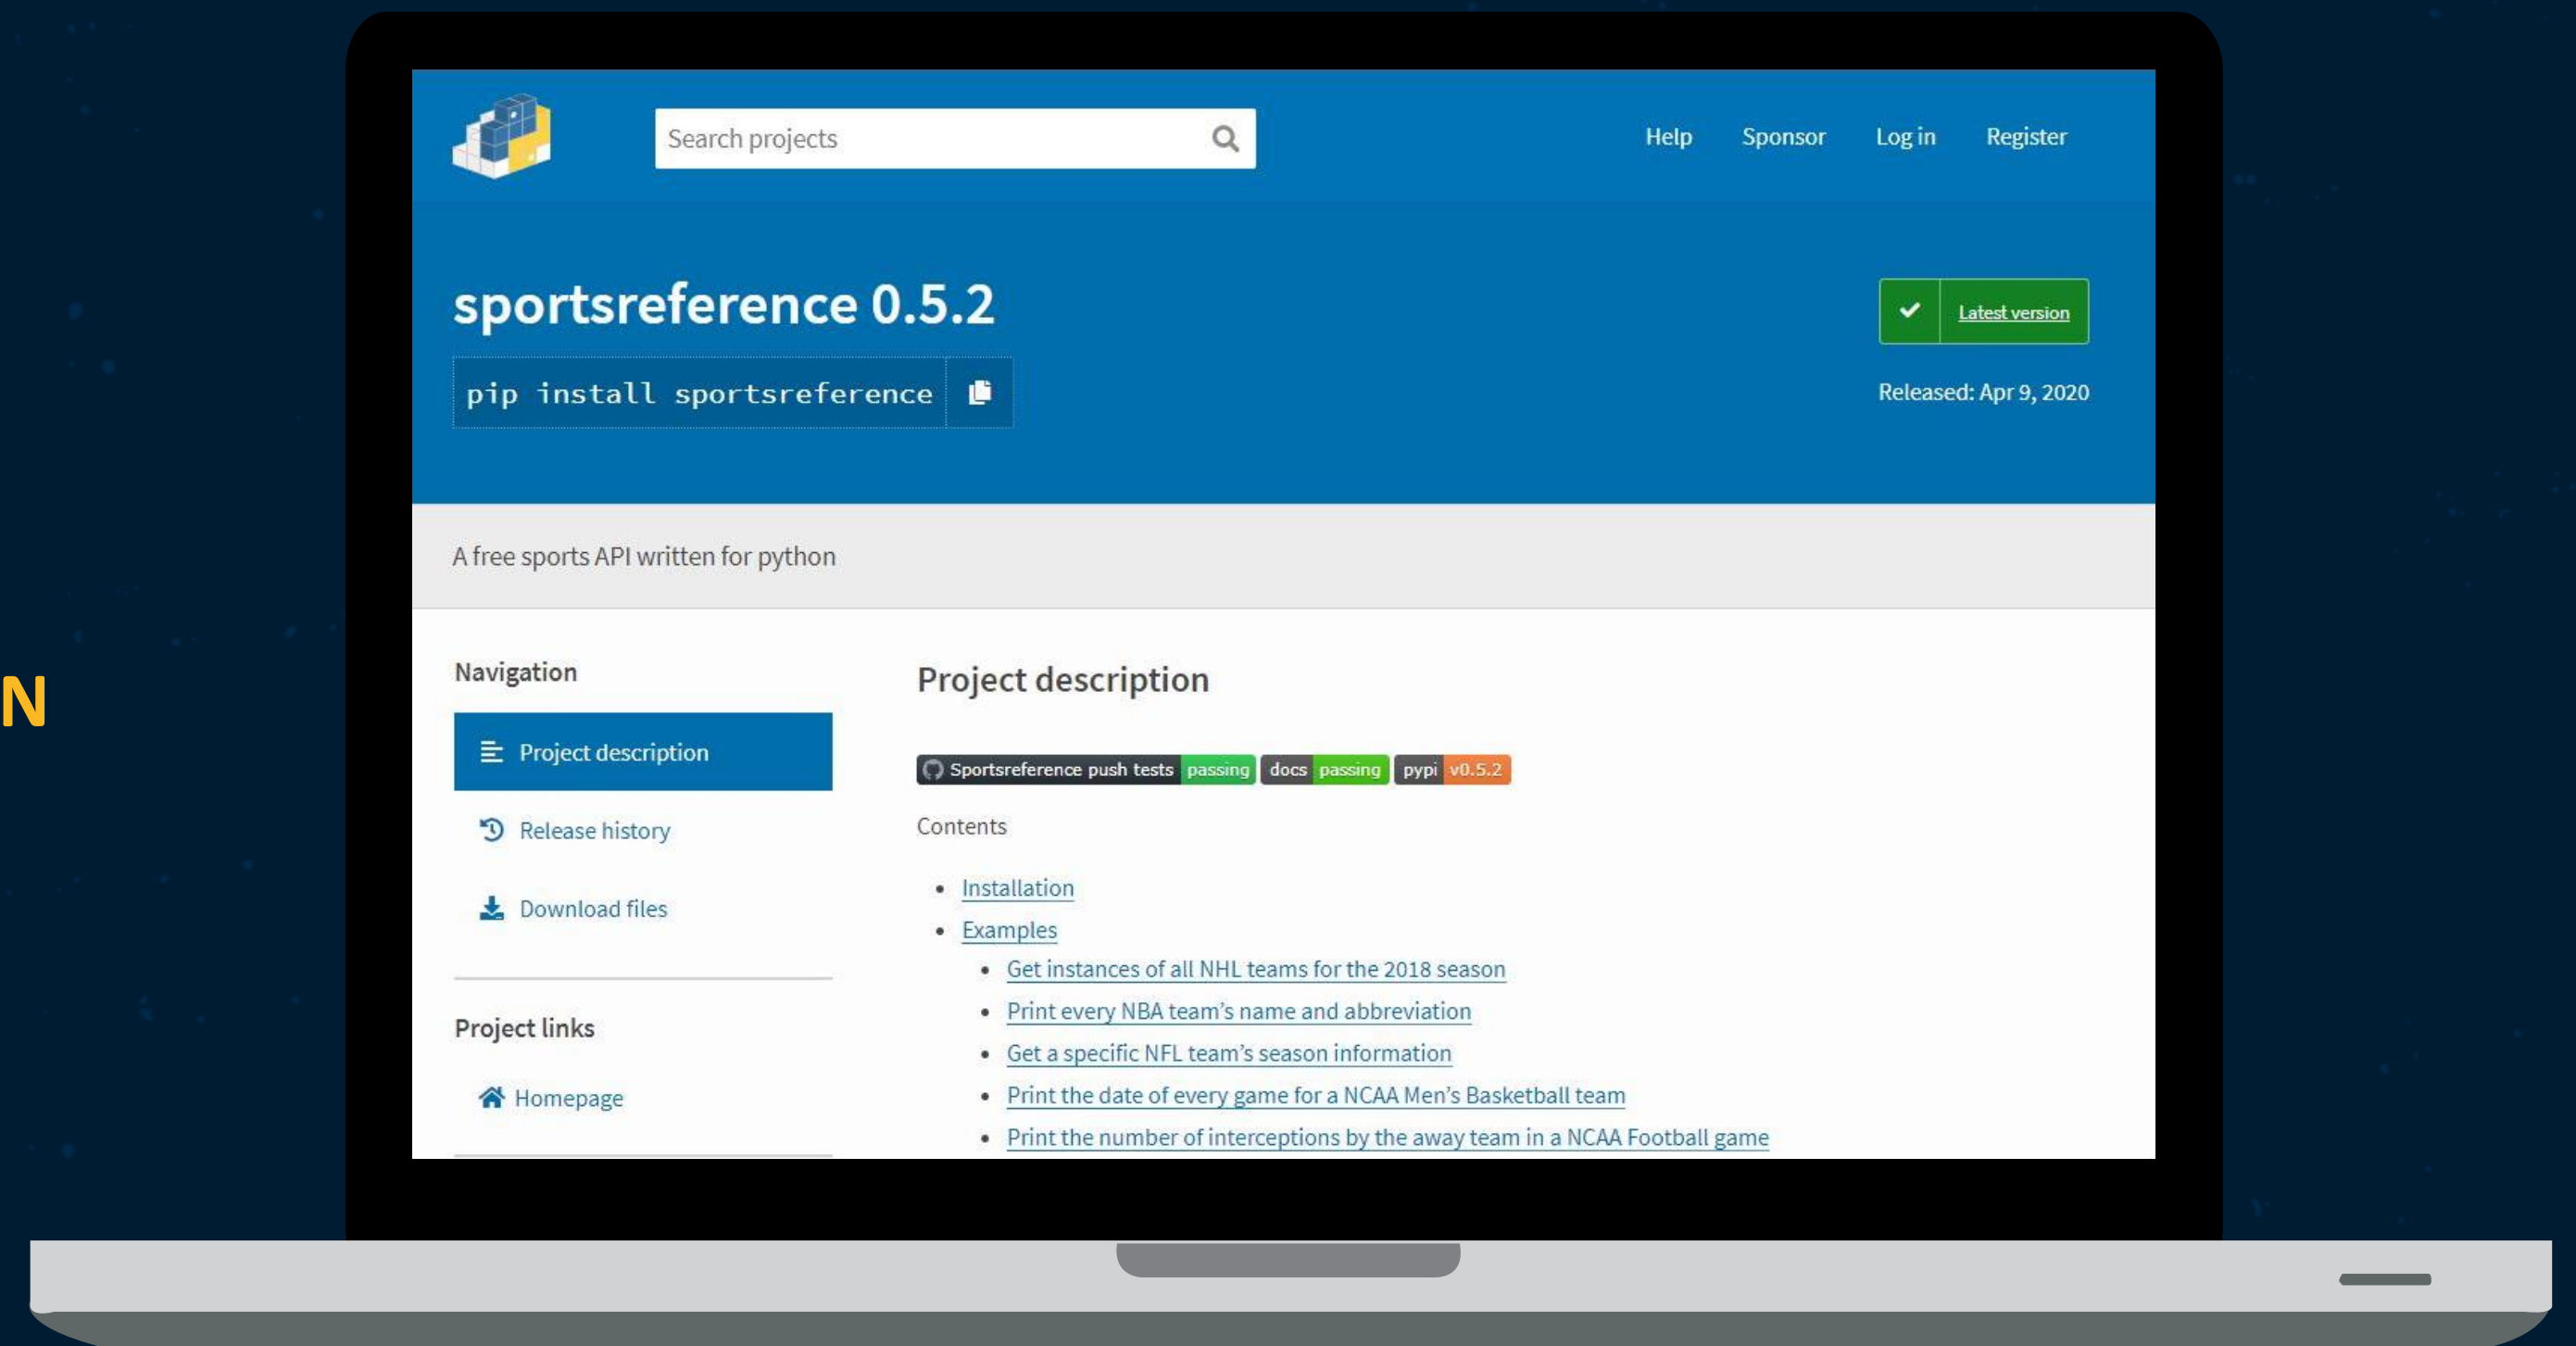 Search projects
Help Sponsor Log in Register
sportsreference 0.5.2
Latest version
pip install sportsreference
Released: Apr 9, 2020
A free sports API written for python
N
Navigation
Project description
Release history
Download files
Project links
Homepage
Project description
Sportsreference push tests passing docs passing pypi v0.5.2
Contents
Installation
Examples
Get instances of all NHL teams for the 2018 season
Print every NBA team’s name and abbreviation
Get a specific NFL team’s season information
Print the date of every game for a NCAA Men’s Basketball team
Print the number of interceptions by the away team in a NCAA Football game